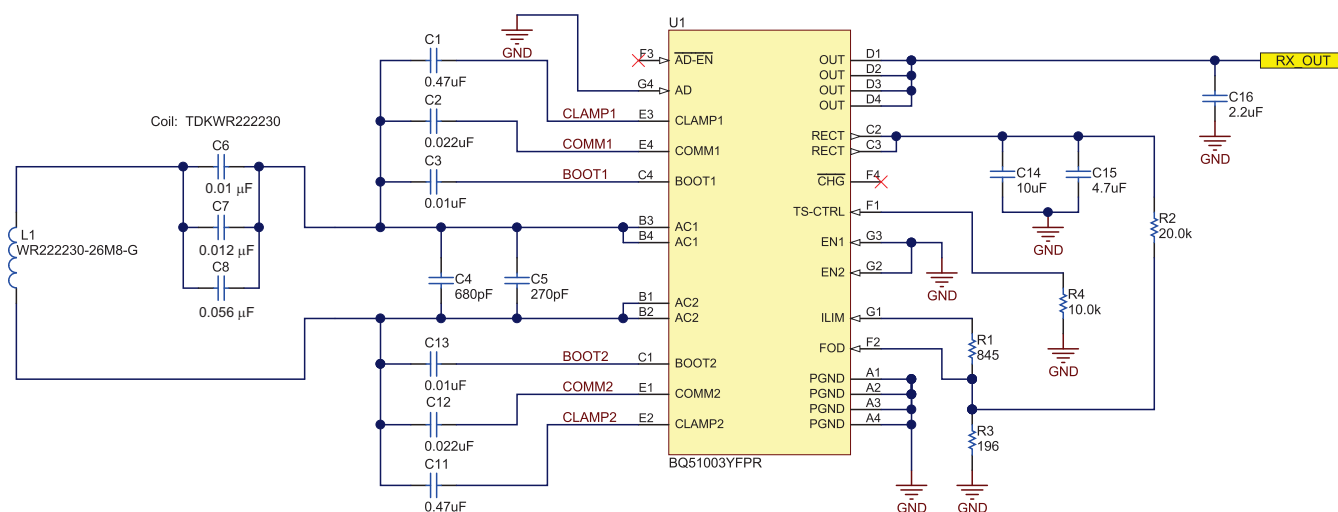 Coil: TDKWR222230
L1
WR222230-26M8-G
C6
0.01 µF
C7
0.012 µF
C8
0.056 µF
C1
0.47uF
C2
0.022uF
C3
0.01uF
C4
680pF
C5
270pF
C13
0.01uF
C12
0.022uF
C11
0.47uF
GND
CLAMP1
COMM1
BOOT1
BOOT2
COMM2
CLAMP2
U1
F3
G4
E3
E4
C4
B3
B4
B1
B2
C1
E1
E2
AD-EN
AD
CLAMP1
COMM1
BOOT1
AC1
AC1
AC2
AC2
BOOT2
COMM2
CLAMP2
OUT
OUT
OUT
OUT
RECT
RECT
CHG
TS-CTRL
EN1
EN2
ILIM
FOD
PGND
PGND
PGND
PGND
BQ51003YFPR
D1
D2
D3
D4
C2
C3
F4
F1
G3
G2
G1
F2
A1
A2
A3
A4
RX_OUT
C16
2.2uF
GND
C14
10uF
C15
4.7uF
GND
R2
20.0k
GND
R4
10.0k
GND
R1
845
R3
196
GND
GND